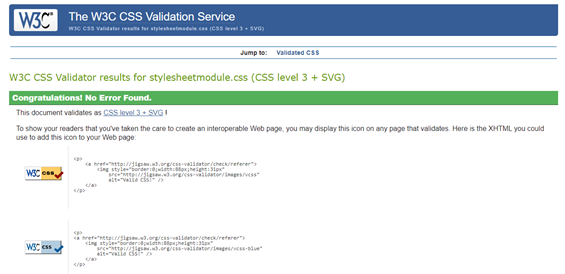 W3C®
The W3C CSS Validation Service
W3C CSS Validator results for stylesheetmodule.css (CSS level 3 + SVG)
Jump to: Validated CSS
W3C CSS Validator results for stylesheetmodule.css (CSS level 3 + SVG)
Congratulations! No Error Found.
This document validates as CSS level 3 + SVG !
To show your readers that you've taken the care to create an interoperable Web page, you may display this icon on any page that validates. Here is the XHTML you could
use to add this icon to your Web page:
W3C CSS
<p>
<a href="http://jigsaw.w3.org/css-validator/check/referer">
<img style="border:0;width:88px;height:31px"
src="http://jigsaw.w3.org/css-validator/images/vcss"
alt="Valid CSS!" />
</a>
</p>
W3C CSS
<p>
<a href="http://jigsaw.w3.org/css-validator/check/referer">
<img style="border:0;width:88px;height:31px"
src="http://jigsaw.w3.org/css-validator/images/vcss-blue"
alt="Valid CSS!" />
</a>
</p>